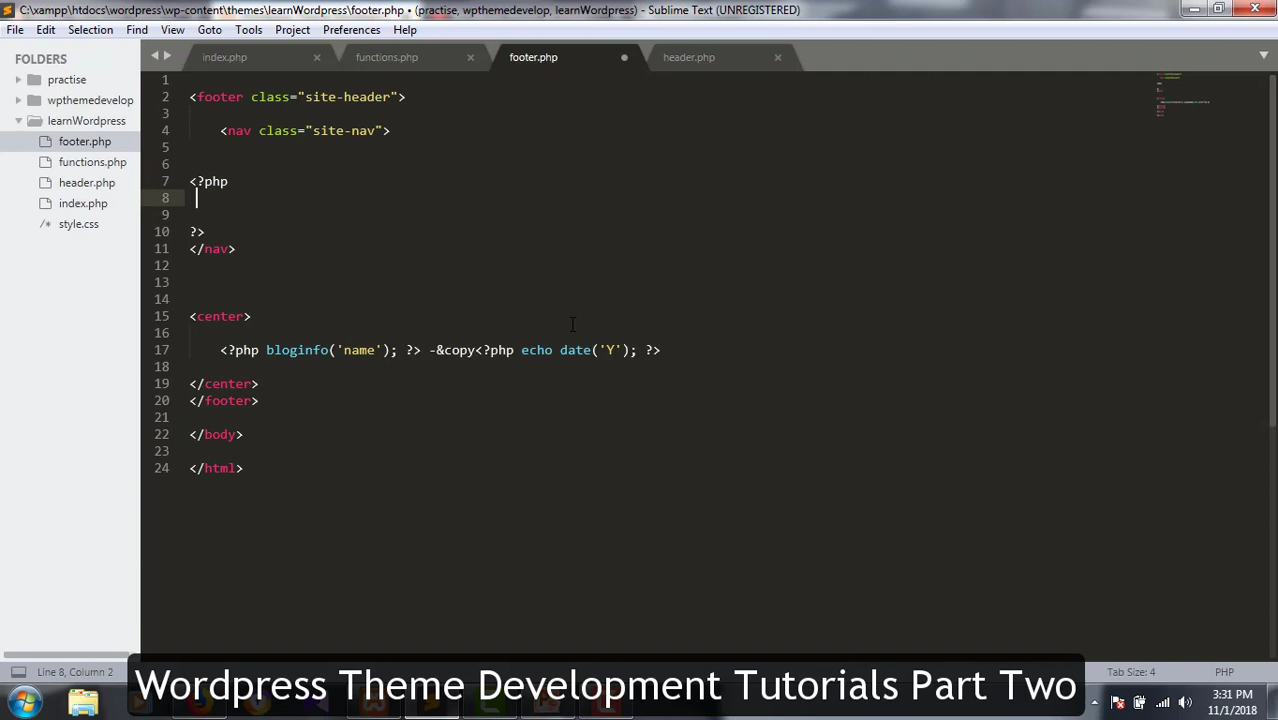 C:\xampp\htdocs\wordpress\wp-content\themes\learnWordpress\footer.php • (practise, wpthemedevelop, learnWordpress) - Sublime Text (UNREGISTERED)
File Edit Selection Find View Goto Tools Project Preferences Help
FOLDERS
practise
wpthemedevelop
learnWordpress
footer.php
functions.php
header.php
index.php
/* style.css
index.php × functions.php × footer.php header.php ×
1
2 <footer class="site-header">
3
4 <nav class="site-nav">
5
6
7 <?php
8
9
10 ?>
11 </nav>
12
13
14
15 <center>
16
17 <?php bloginfo('name'); ?> -&copy<?php echo date('Y'); ?>
18
19 </center>
20 </footer>
21
22 </body>
23
24 </html>
Line 8, Column 2
Tab Size: 4 PHP
Wordpress Theme Development Tutorials Part Two
3:31 PM
11/1/2018